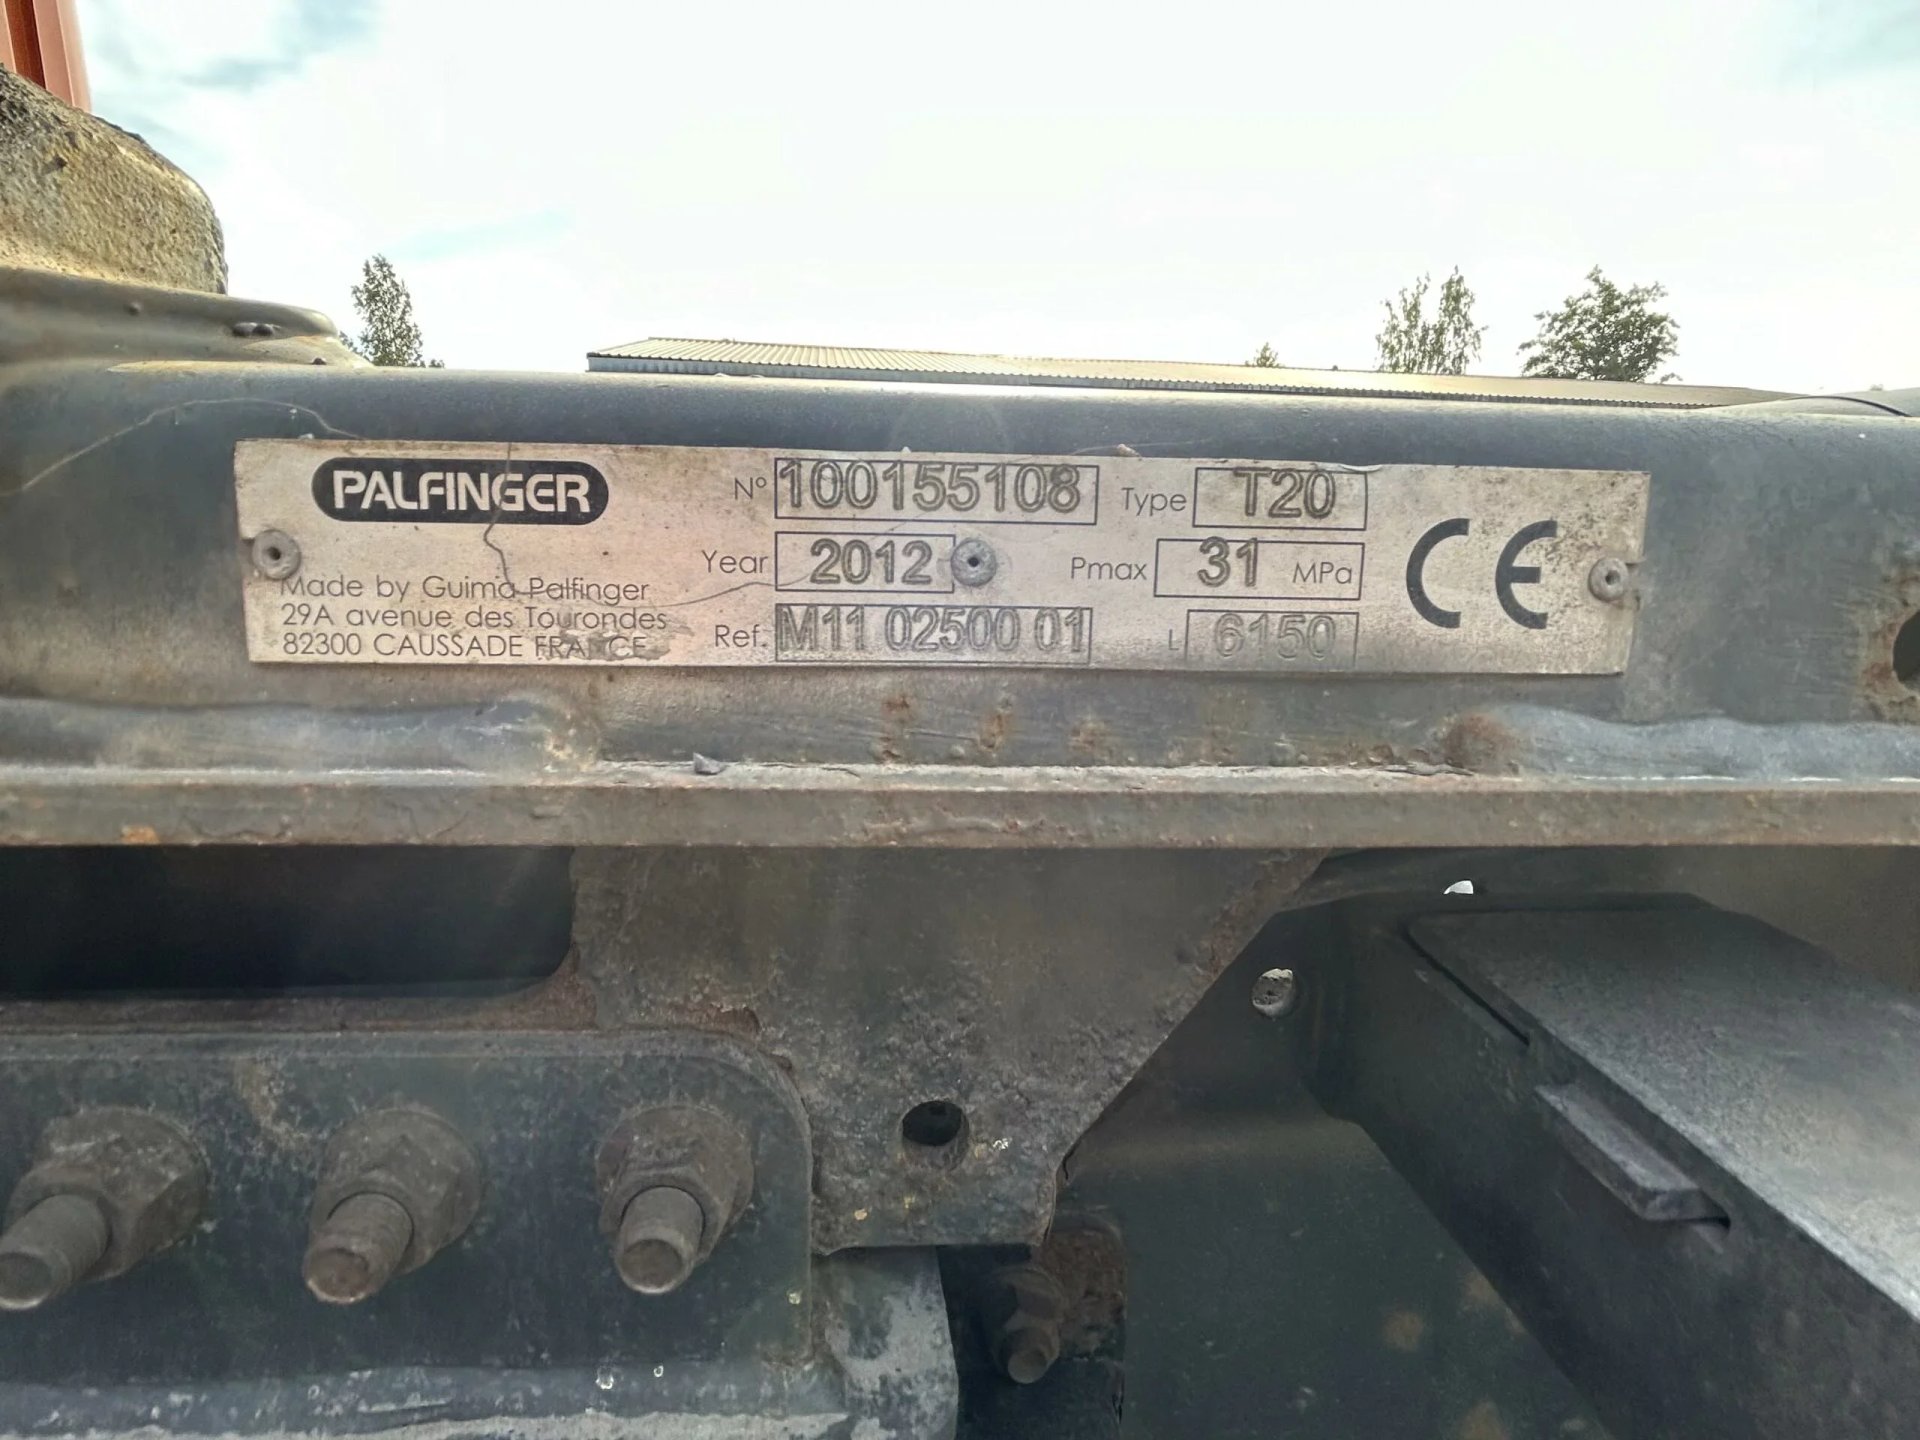 PALFINGER
N° 100155108 Type T20
Year 2012 Pmax 31 MPa
Ref. M11 02500 01 L 6150
CE
Made by Guima Palfinger
29A avenue des Tourondes
82300 CAUSSADE FRANCE